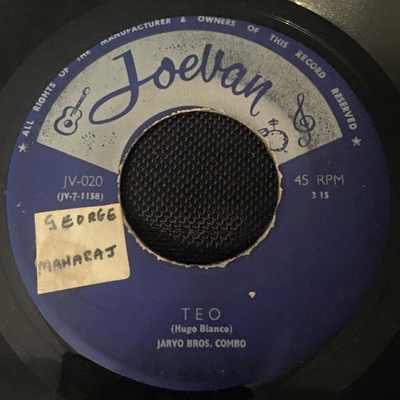 ★ ALL RIGHTS OF THE MANUFACTURER & OWNERS OF THIS RECORD RESERVED ★
Joevan
JV-020
(JV-7-1158)
45 RPM
3 15
GEORGE
MAHARAJ
TEO
(Hugo Blanco)
JARVO BROS. COMBO